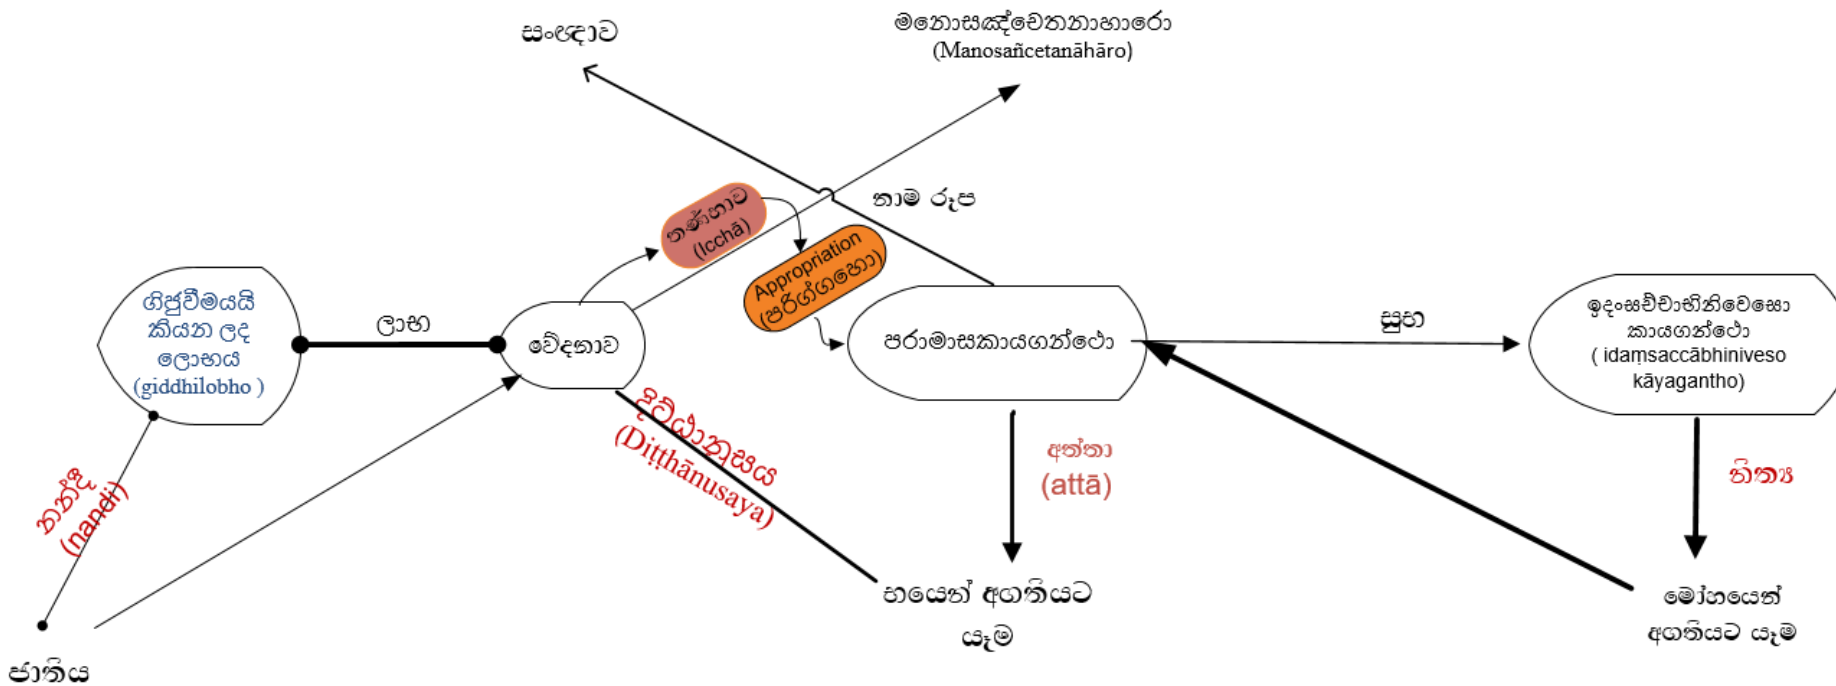 සංඥාව
මනොසඤ්චෙතනාහාරො
(Manosañcetanāhāro)
නාම රූප
තණ්හාව
(Icchā)
Appropriation
(පරිග්ගහො)
ගිජුවීමයයි
කියන ලද
ලොභය
(giddhilobho )
ලාභ
වේදනාව
පරාමාසකායගන්ථො
සුභ
ඉදංසච්චාභිනිවෙසො
කායගන්ථො
( idaṃsaccābhiniveso
kāyagantho)
නන්දී
(nandi)
දිට්ඨානුසය
(Diṭṭhānusaya)
අත්තා
(attā)
නිත්‍ය
භයෙන් අගතියට
යෑම
මෝහයෙන්
අගතියට යෑම
ජාතිය